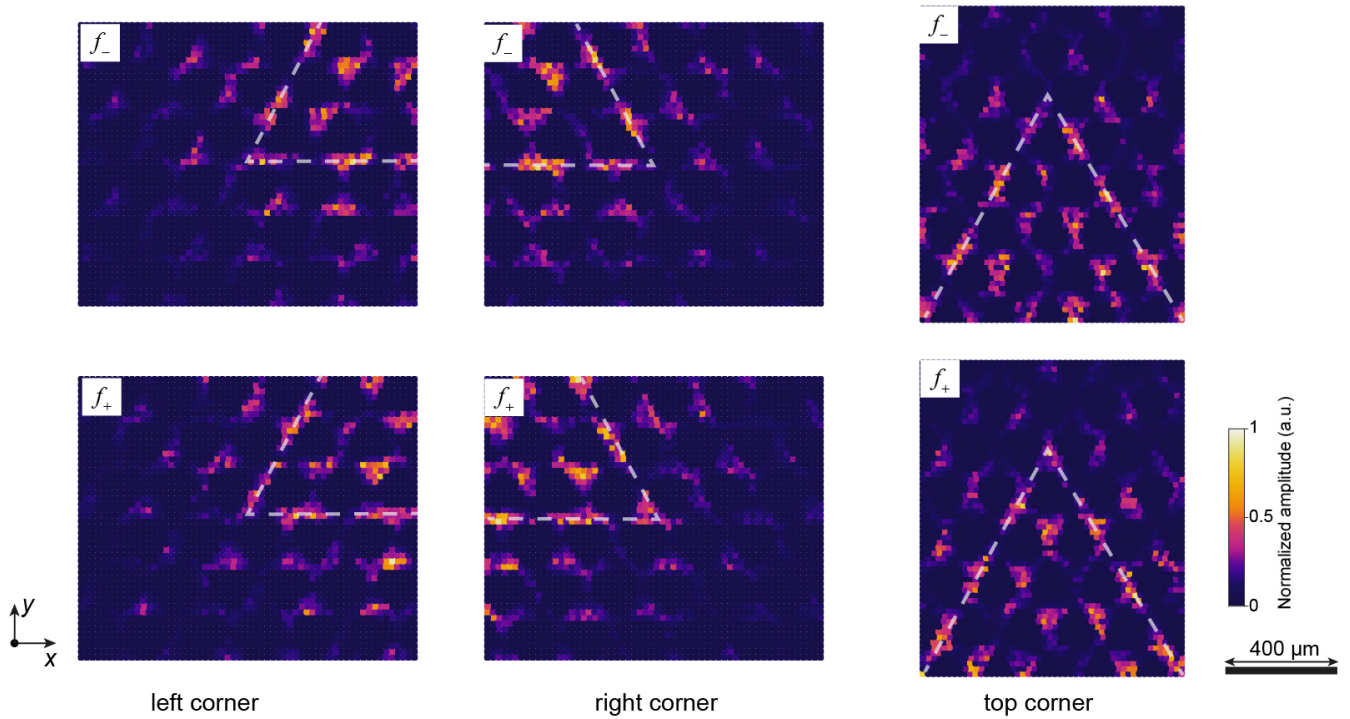 f₋
f₋
f₋
f₊
f₊
f₊
1
0.5
0
Normalized amplitude (a.u.)
y
x
400 μm
left corner
right corner
top corner